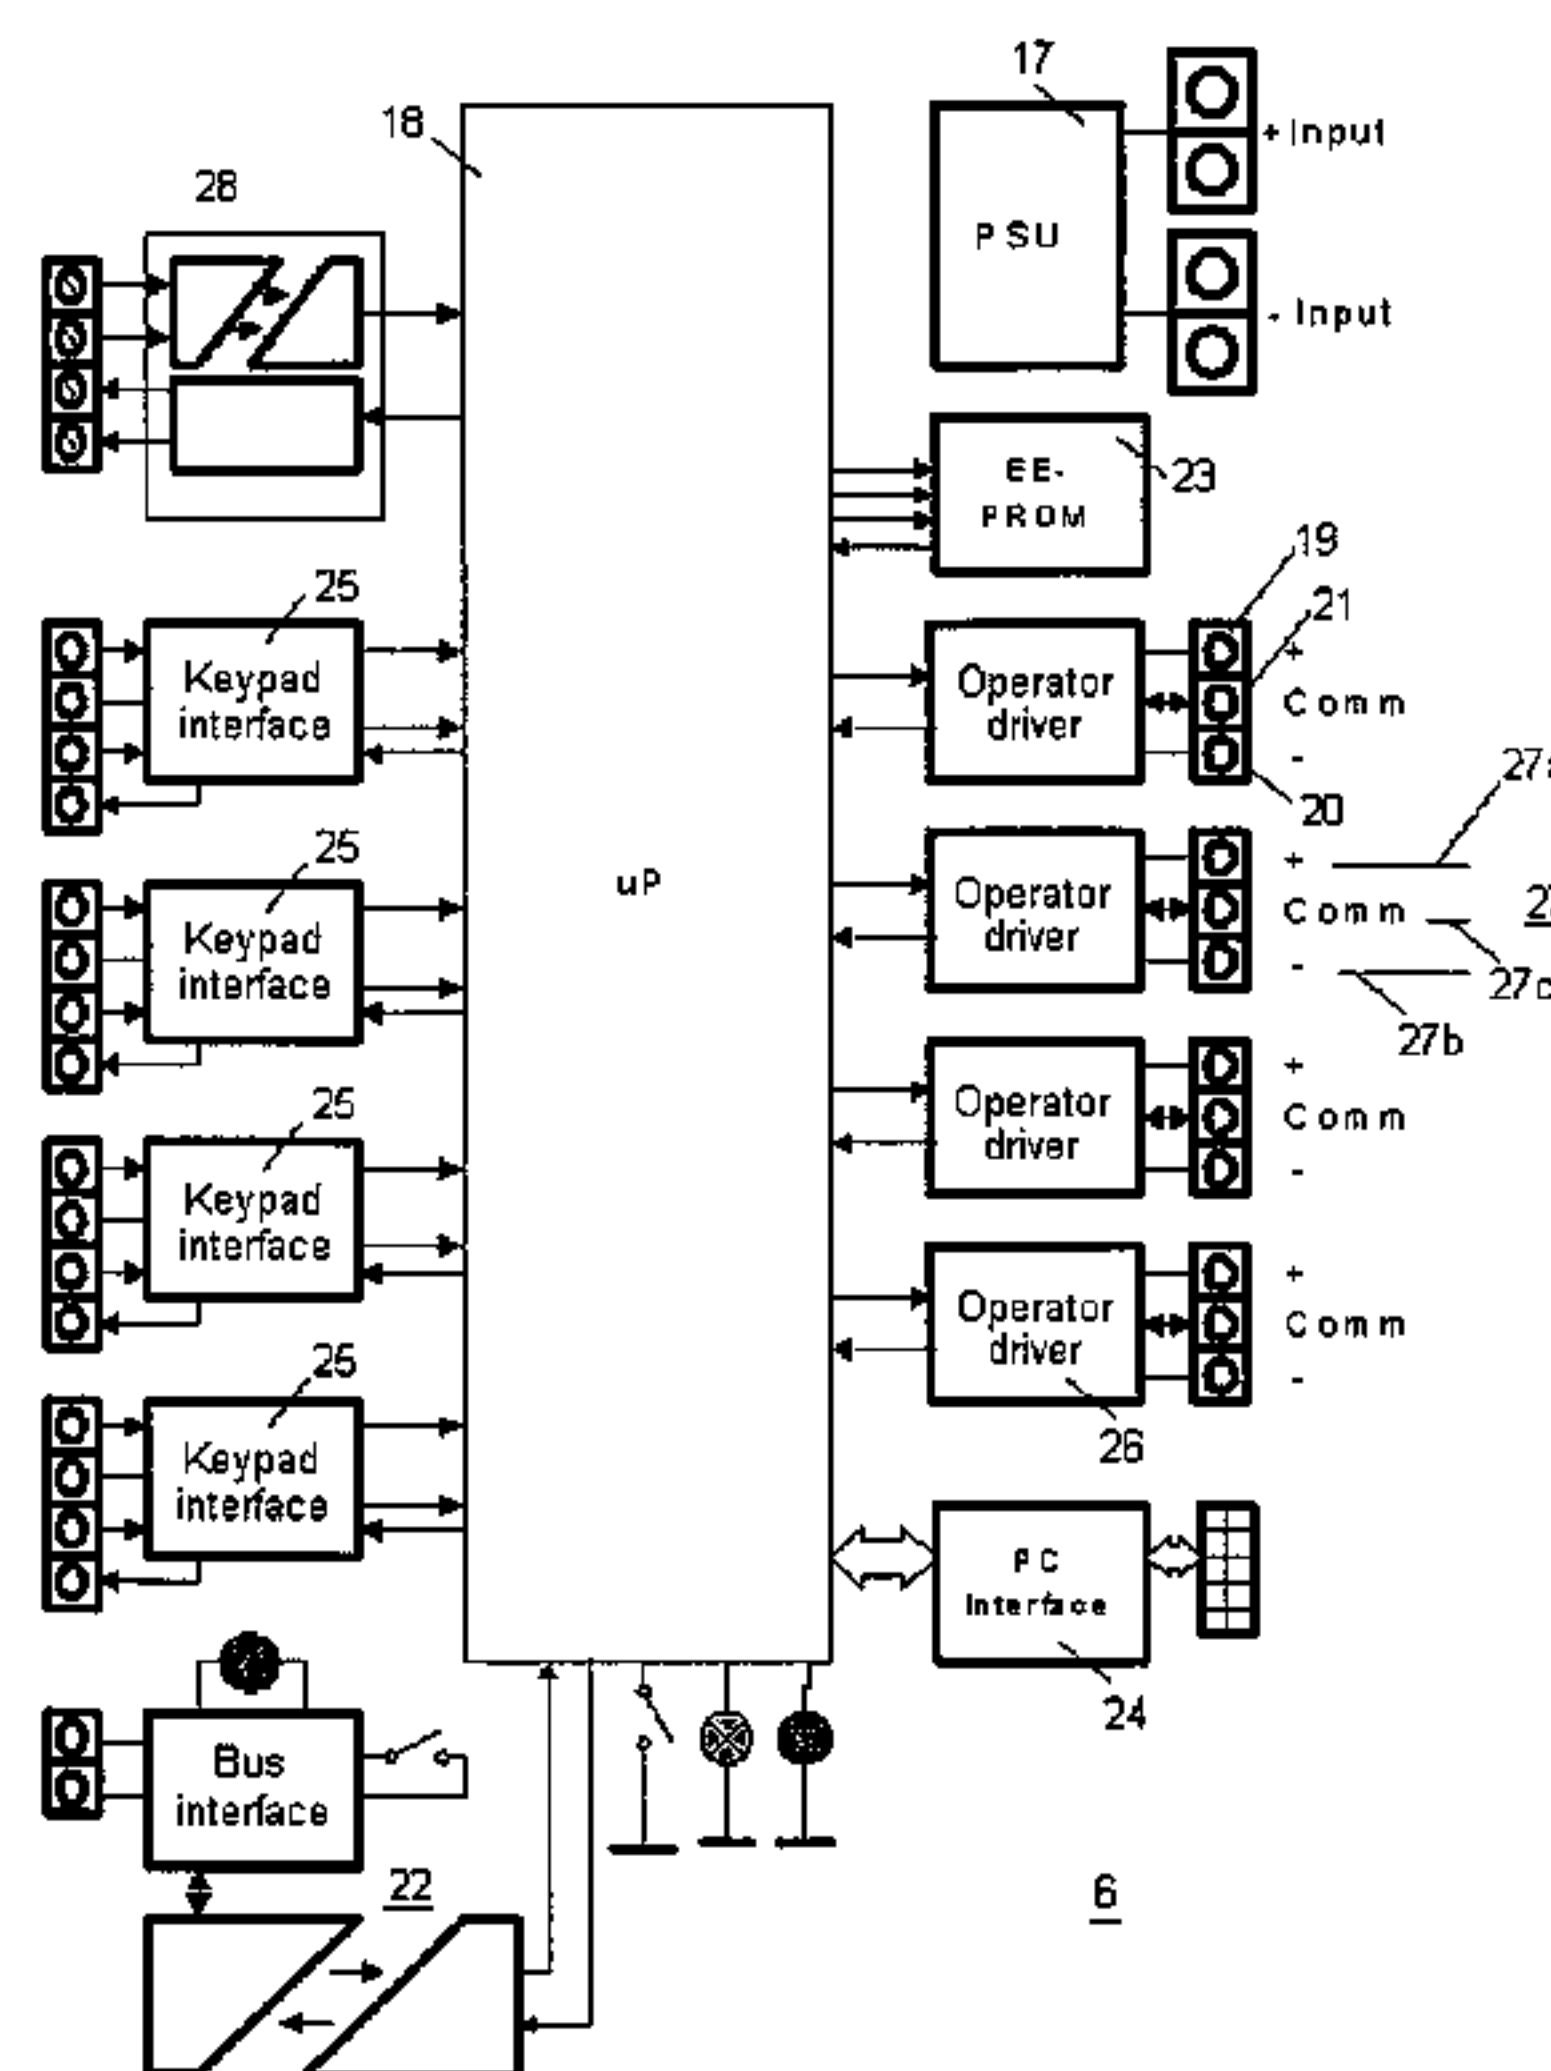 17
18
+ Input
28
PSU
- Input
EE-
PROM
23
19
25
21
Keypad
interface
Operator
driver
+
Comm
-
20
25
+
Keypad
interface
uP
Operator
driver
Comm
-
27c
27b
25
+
Keypad
interface
Operator
driver
Comm
-
25
+
Keypad
interface
Operator
driver
Comm
-
26
PC
Interface
24
Bus
interface
22
6